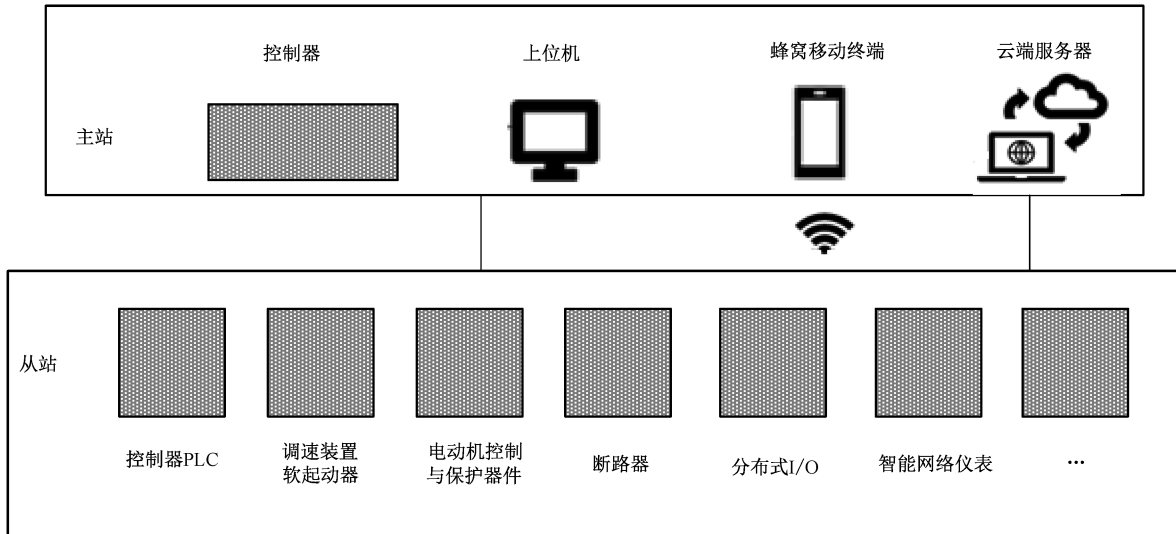 控制器
上位机
蜂窝移动终端
云端服务器
主站
从站
控制器PLC
调速装置
软起动器
电动机控制
与保护器件
断路器
分布式I/O
智能网络仪表
…